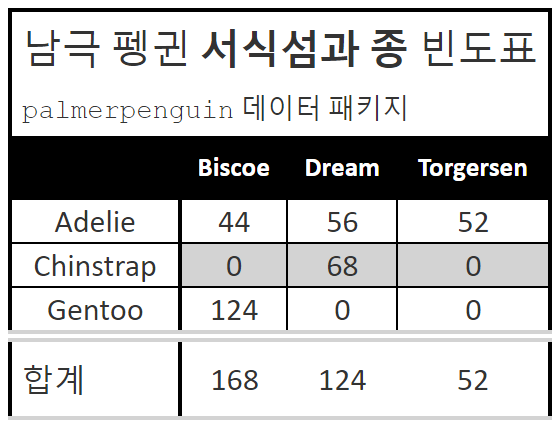 남극 펭귄 서식섬과 종 빈도표
palmerpenguin 데이터 패키지
Biscoe Dream Torgersen
Adelie 44 56 52
Chinstrap 0 68 0
Gentoo 124 0 0
합계 168 124 52